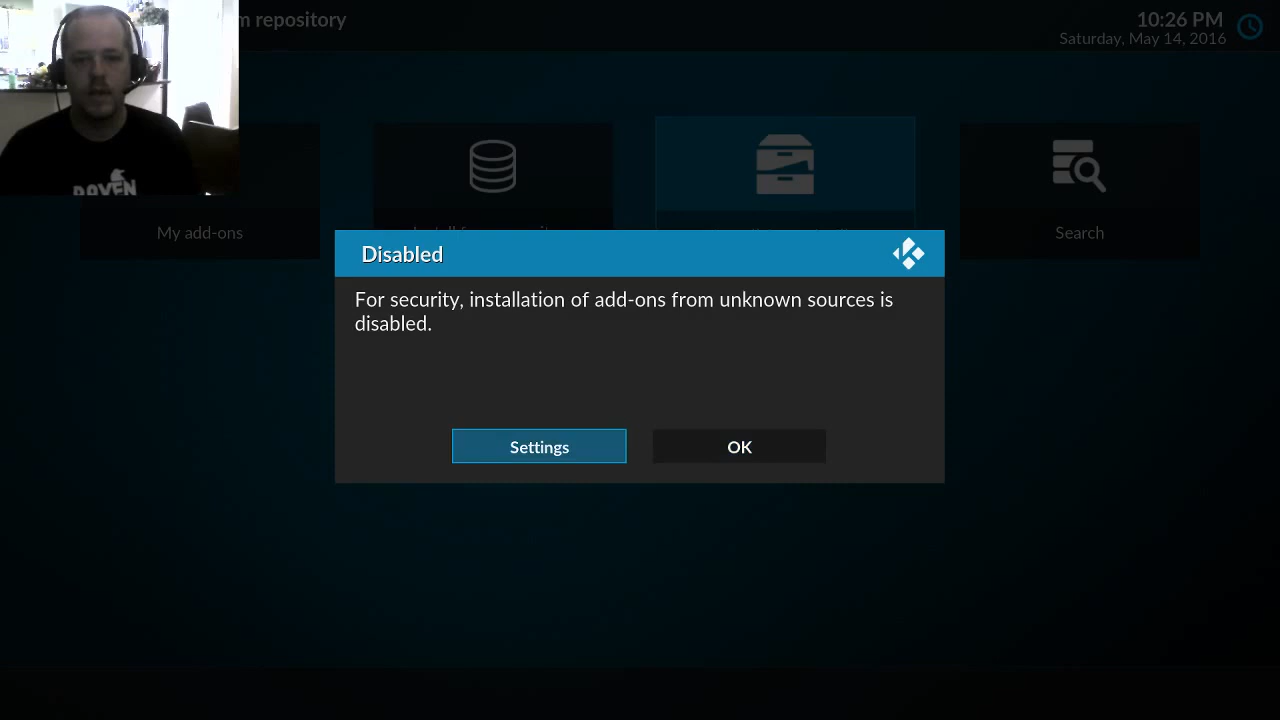 m repository
10:26 PM
Saturday, May 14, 2016
RAVEN
My add-ons
Search
Disabled
For security, installation of add-ons from unknown sources is
disabled.
Settings
OK